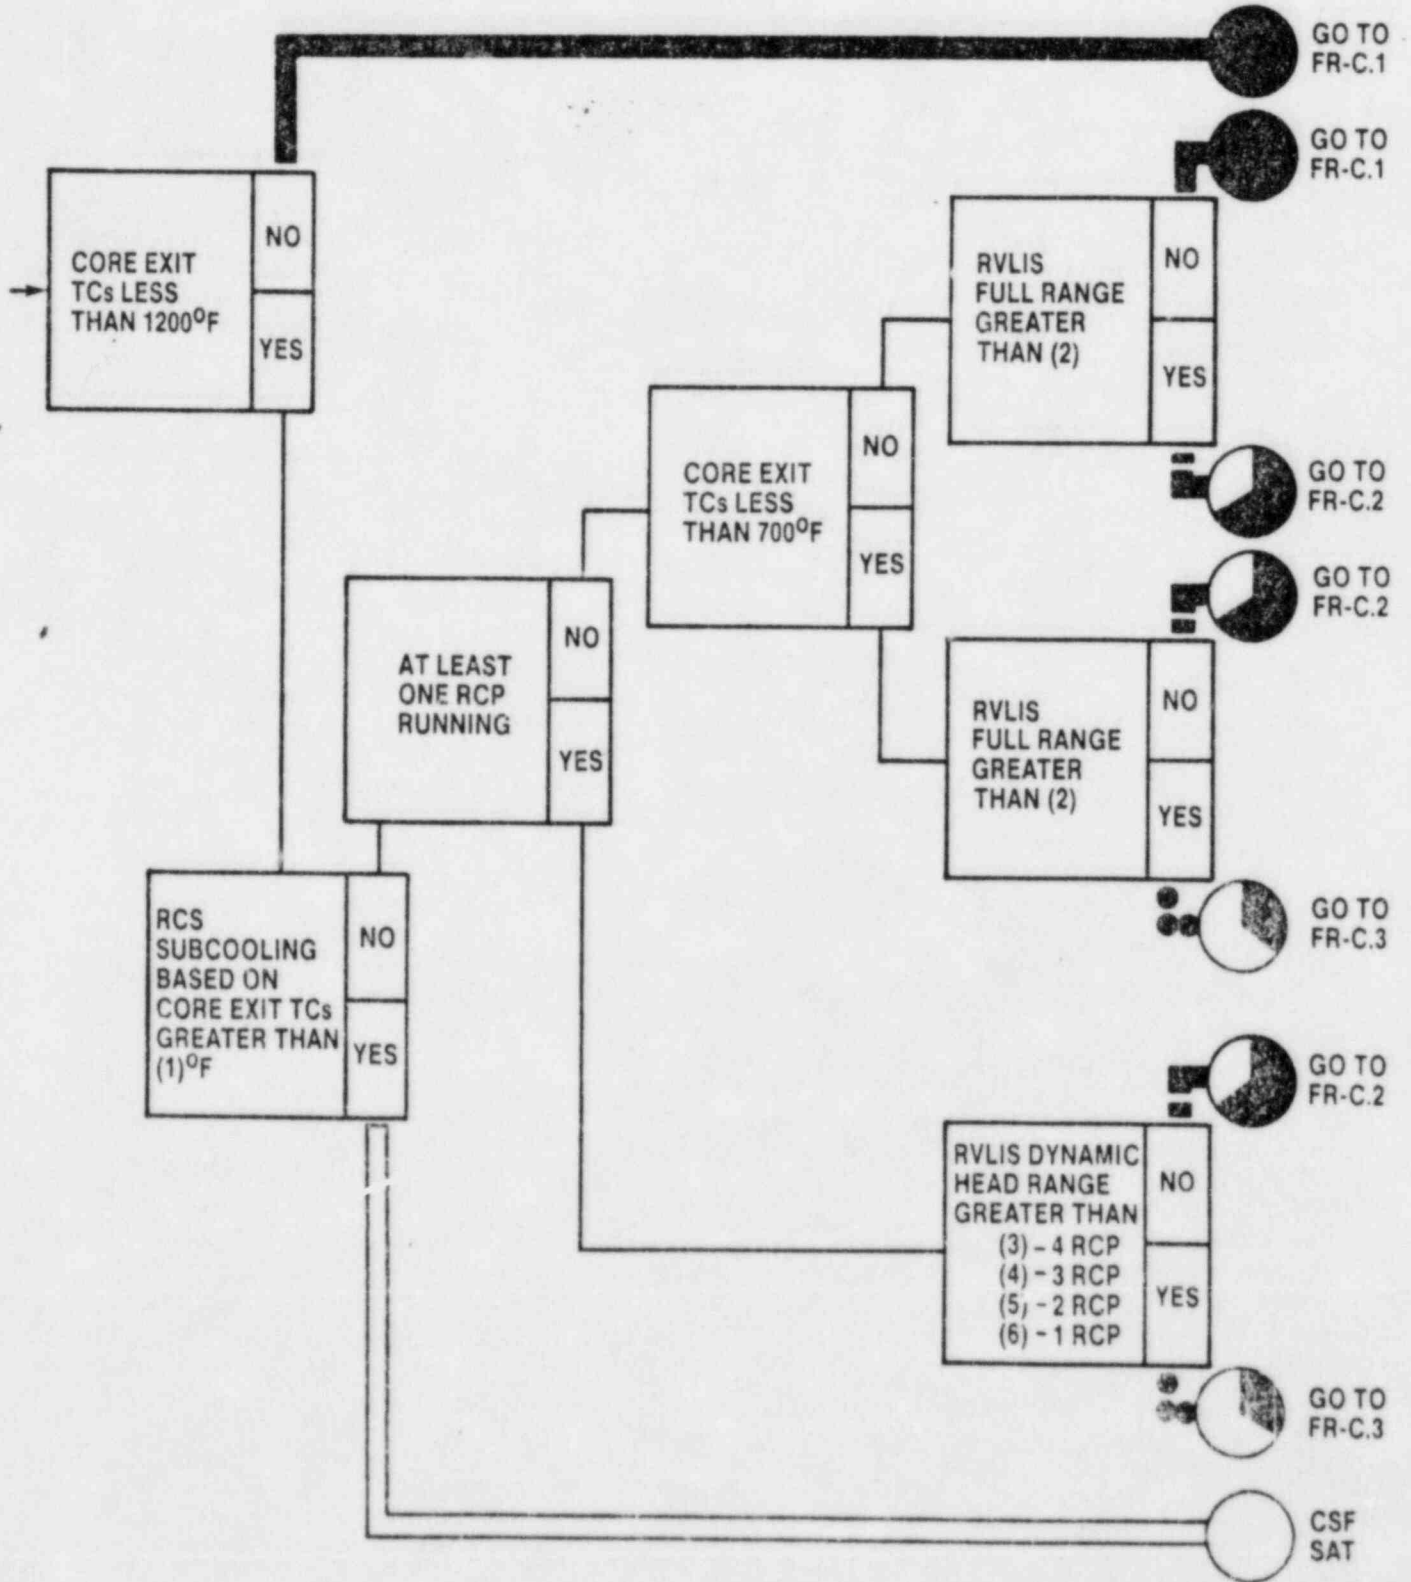 GO TO
FR-C.1
GO TO
FR-C.1
CORE EXIT
TCs LESS
THAN 1200°F
NO
YES
RVLIS
FULL RANGE
GREATER
THAN (2)
NO
YES
GO TO
FR-C.2
CORE EXIT
TCs LESS
THAN 700°F
NO
YES
GO TO
FR-C.2
AT LEAST
ONE RCP
RUNNING
NO
YES
RVLIS
FULL RANGE
GREATER
THAN (2)
NO
YES
GO TO
FR-C.3
RCS
SUBCOOLING
BASED ON
CORE EXIT TCs
GREATER THAN
(1)°F
NO
YES
GO TO
FR-C.2
RVLIS DYNAMIC
HEAD RANGE
GREATER THAN
(3) - 4 RCP
(4) - 3 RCP
(5) - 2 RCP
(6) - 1 RCP
NO
YES
GO TO
FR-C.3
CSF
SAT